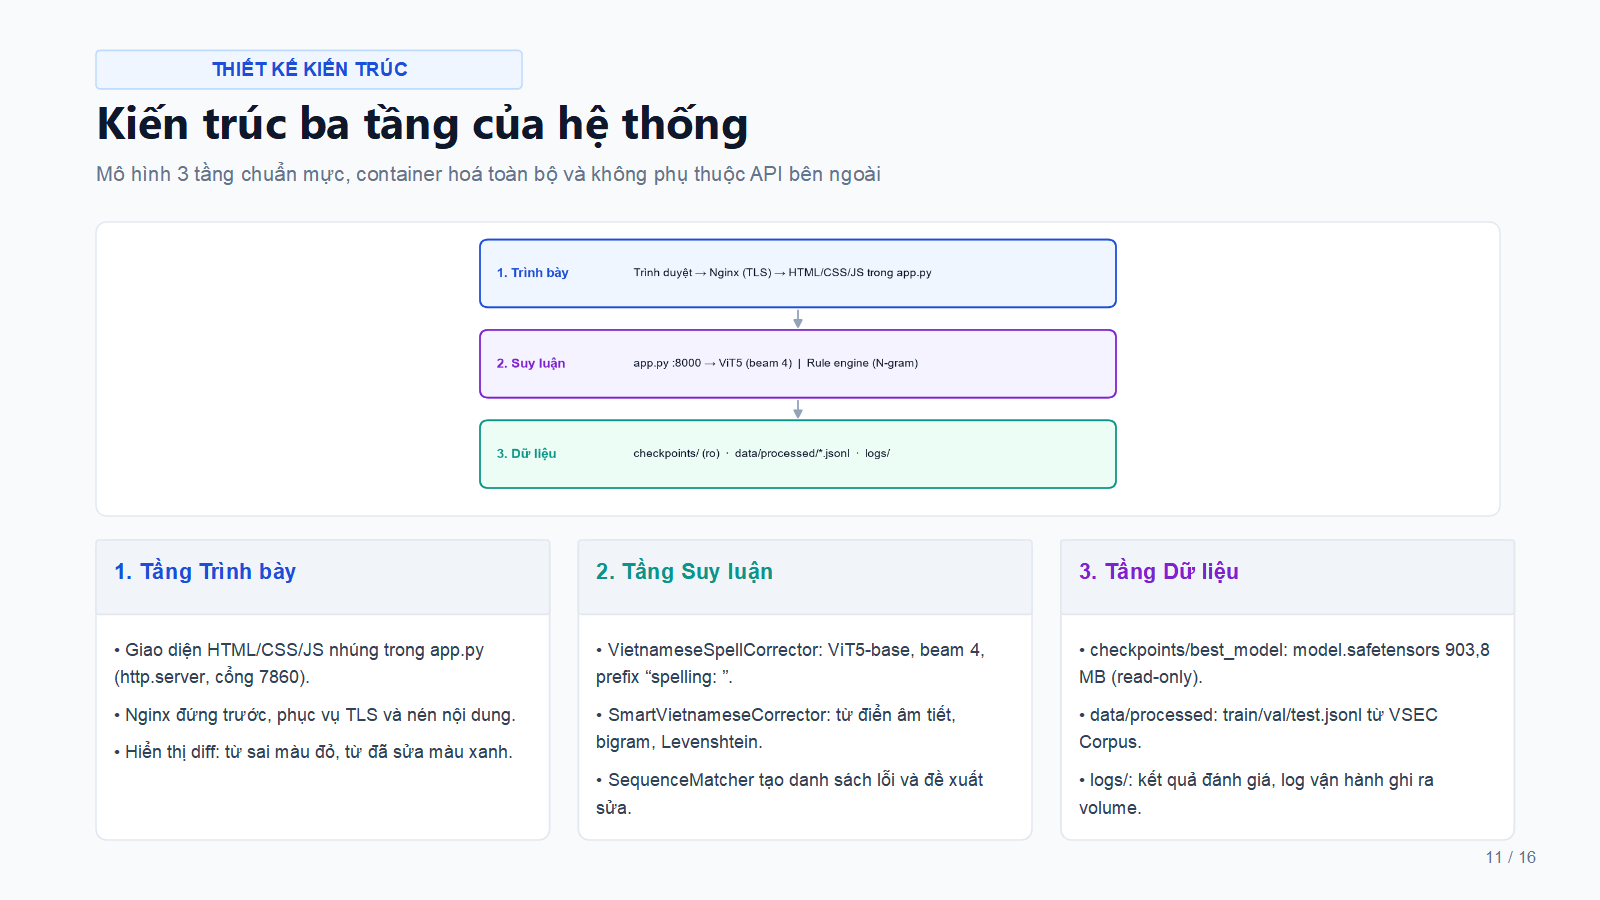 THIẾT KẾ KIẾN TRÚC
Kiến trúc ba tầng của hệ thống
Mô hình 3 tầng chuẩn mực, container hoá toàn bộ và không phụ thuộc API bên ngoài
1. Trình bày
Trình duyệt → Nginx (TLS) → HTML/CSS/JS trong app.py
2. Suy luận
app.py :8000 → ViT5 (beam 4) | Rule engine (N-gram)
3. Dữ liệu
checkpoints/ (ro) · data/processed/*.jsonl · logs/
1. Tầng Trình bày
• Giao diện HTML/CSS/JS nhúng trong app.py
(http.server, cổng 7860).
• Nginx đứng trước, phục vụ TLS và nén nội dung.
• Hiển thị diff: từ sai màu đỏ, từ đã sửa màu xanh.
2. Tầng Suy luận
• VietnameseSpellCorrector: ViT5-base, beam 4,
prefix “spelling: ”.
• SmartVietnameseCorrector: từ điển âm tiết,
bigram, Levenshtein.
• SequenceMatcher tạo danh sách lỗi và đề xuất
sửa.
3. Tầng Dữ liệu
• checkpoints/best_model: model.safetensors 903,8
MB (read-only).
• data/processed: train/val/test.jsonl từ VSEC
Corpus.
• logs/: kết quả đánh giá, log vận hành ghi ra
volume.
11 / 16